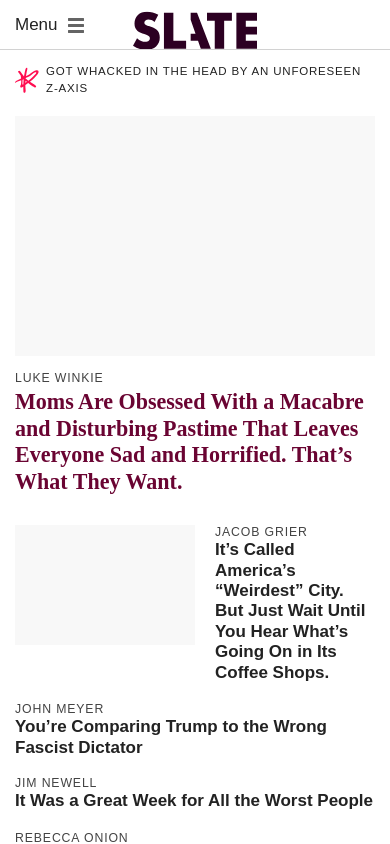 Menu
SLATE
GOT WHACKED IN THE HEAD BY AN UNFORESEEN
Z-AXIS
LUKE WINKIE
Moms Are Obsessed With a Macabre
and Disturbing Pastime That Leaves
Everyone Sad and Horrified. That’s
What They Want.
JACOB GRIER
It’s Called
America’s
“Weirdest” City.
But Just Wait Until
You Hear What’s
Going On in Its
Coffee Shops.
JOHN MEYER
You’re Comparing Trump to the Wrong
Fascist Dictator
JIM NEWELL
It Was a Great Week for All the Worst People
REBECCA ONION